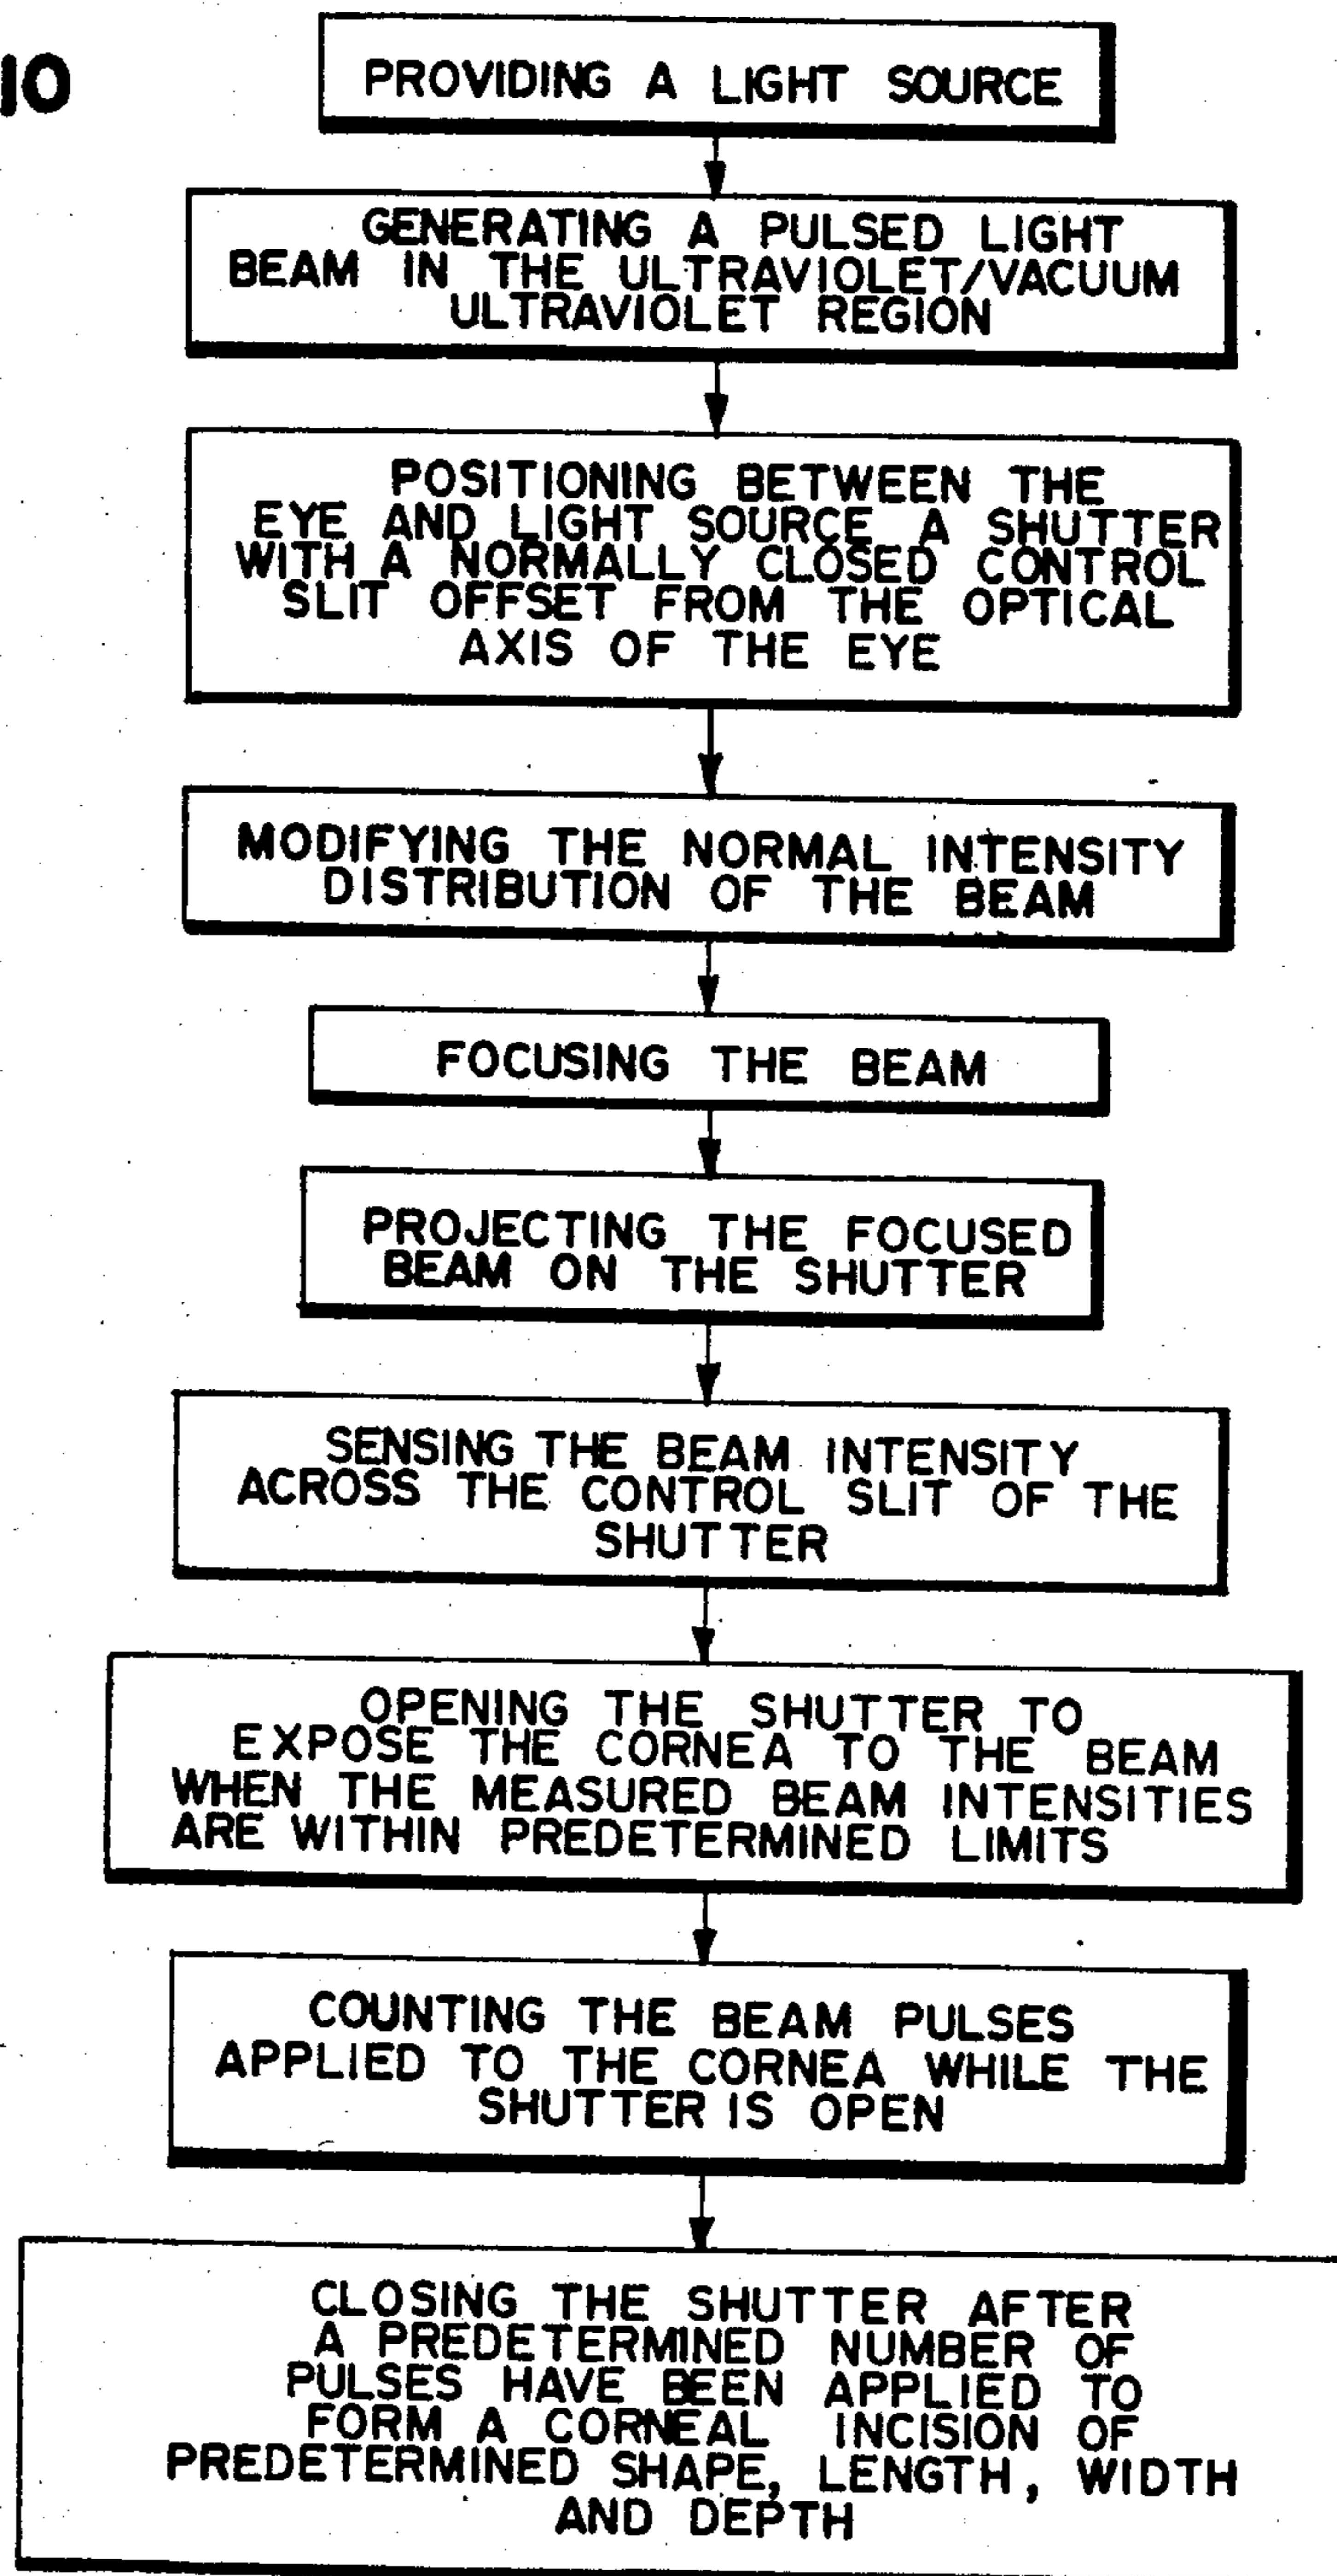 10
PROVIDING A LIGHT SOURCE
GENERATING A PULSED LIGHT
BEAM IN THE ULTRAVIOLET/VACUUM
ULTRAVIOLET REGION
POSITIONING BETWEEN THE
EYE AND LIGHT SOURCE A SHUTTER
WITH A NORMALLY CLOSED CONTROL
SLIT OFFSET FROM THE OPTICAL
AXIS OF THE EYE
MODIFYING THE NORMAL INTENSITY
DISTRIBUTION OF THE BEAM
FOCUSING THE BEAM
PROJECTING THE FOCUSED
BEAM ON THE SHUTTER
SENSING THE BEAM INTENSITY
ACROSS THE CONTROL SLIT OF THE
SHUTTER
OPENING THE SHUTTER TO
EXPOSE THE CORNEA TO THE BEAM
WHEN THE MEASURED BEAM INTENSITIES
ARE WITHIN PREDETERMINED LIMITS
COUNTING THE BEAM PULSES
APPLIED TO THE CORNEA WHILE THE
SHUTTER IS OPEN
CLOSING THE SHUTTER AFTER
A PREDETERMINED NUMBER OF
PULSES HAVE BEEN APPLIED TO
FORM A CORNEAL INCISION OF
PREDETERMINED SHAPE, LENGTH, WIDTH
AND DEPTH